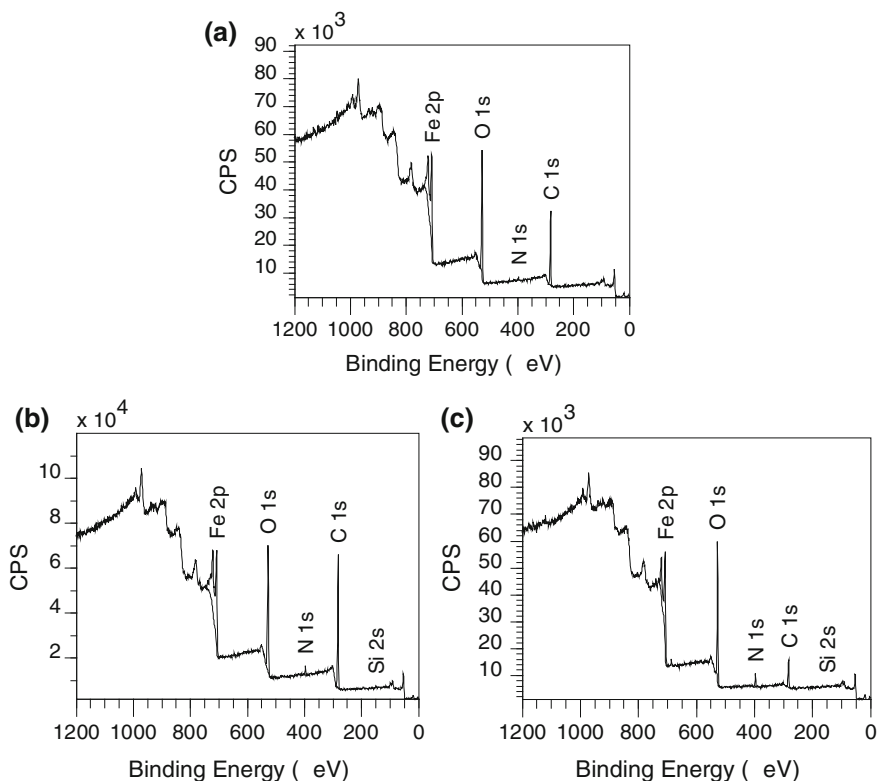 (a)
x 10³
90
80
70
60
50
40
30
20
10
CPS
Fe 2p
O 1s
N 1s
C 1s
1200 1000 800 600 400 200 0
Binding Energy ( eV)
(b)
x 10⁴
10
8
6
4
2
CPS
Fe 2p
O 1s
N 1s
C 1s
Si 2s
1200 1000 800 600 400 200 0
Binding Energy ( eV)
(c)
x 10³
90
80
70
60
50
40
30
20
10
CPS
Fe 2p
O 1s
N 1s
C 1s
Si 2s
1200 1000 800 600 400 200 0
Binding Energy ( eV)